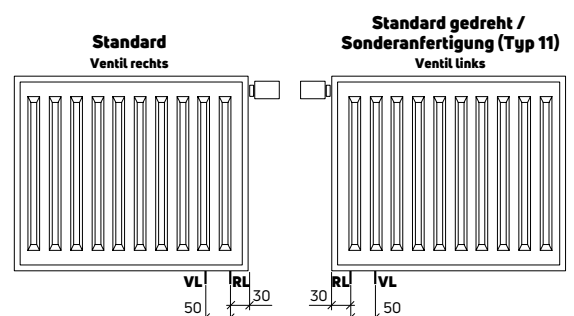 Standard
Ventil rechts
Standard gedreht /
Sonderanfertigung (Typ 11)
Ventil links
VL RL
30
50
RL VL
30
50